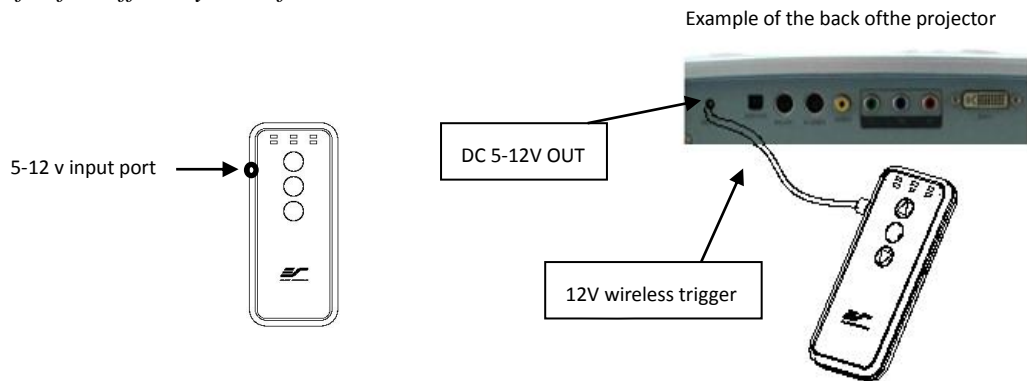 Example of the back ofthe projector
DC 5-12V OUT
5-12 v input port
12V wireless trigger